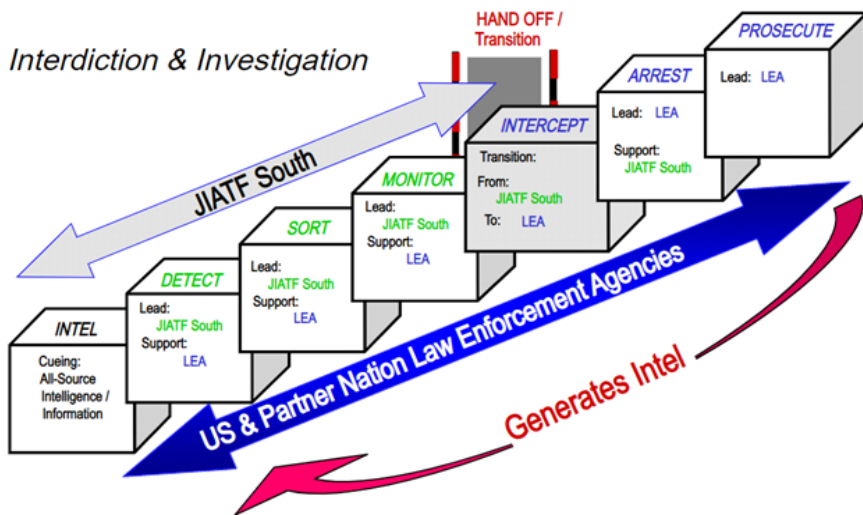 Interdiction & Investigation
HAND OFF /
Transition
JIATF South
INTEL
Cueing:
All-Source
Intelligence /
Information
DETECT
Lead:
JIATF South
Support:
LEA
SORT
Lead:
JIATF South
Support:
LEA
MONITOR
Lead:
JIATF South
Support:
LEA
INTERCEPT
Transition:
From:
JIATF South
To: LEA
ARREST
Lead: LEA
Support:
JIATF South
PROSECUTE
Lead: LEA
US & Partner Nation Law Enforcement Agencies
Generates Intel